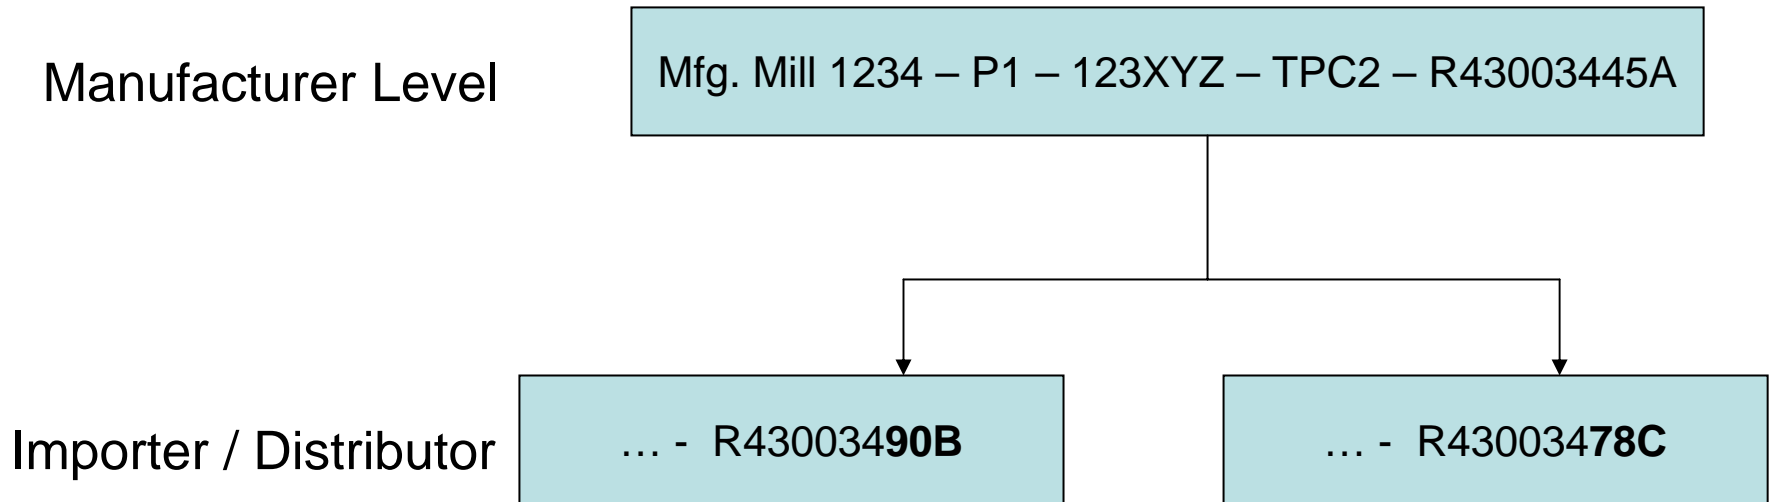 Manufacturer Level
Mfg. Mill 1234 – P1 – 123XYZ – TPC2 – R43003445A
Importer / Distributor
… - R43003490B
… - R43003478C